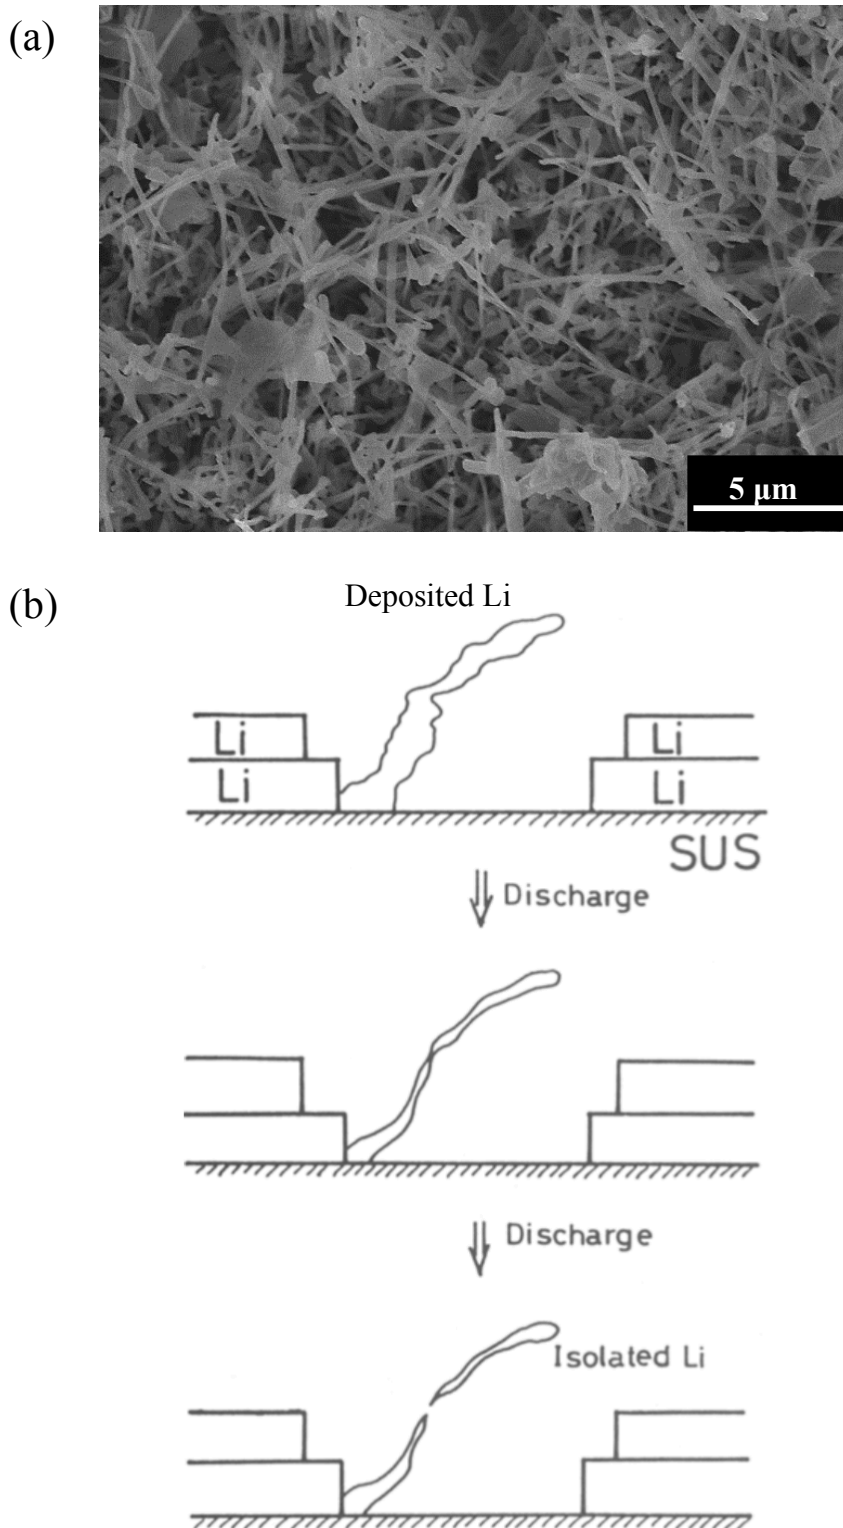 (a)
5 μm
(b)
Deposited Li
Li
Li
Li
Li
SUS
Discharge
Discharge
Isolated Li